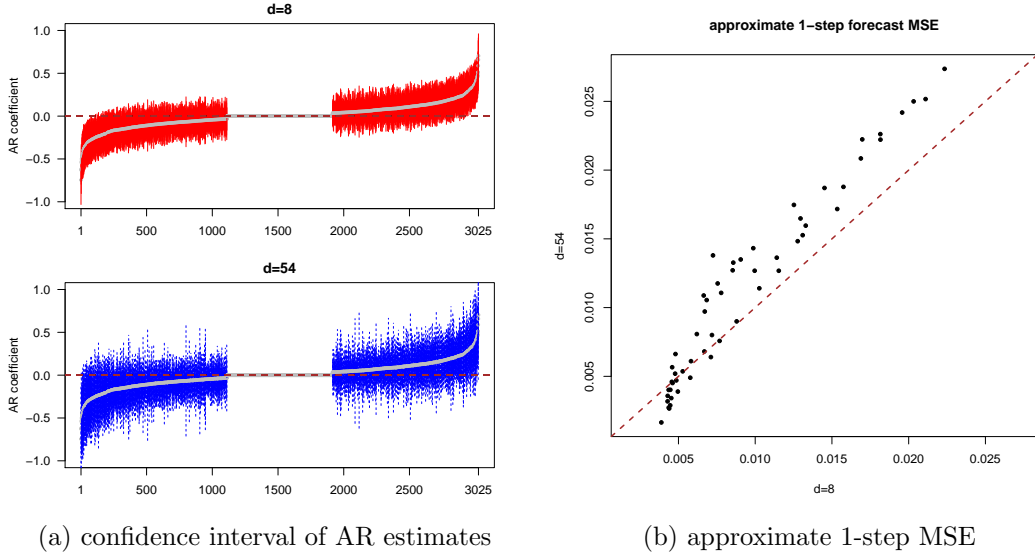 d=8
AR coefficient
1.0
0.5
0.0
−0.5
−1.0
1 500 1000 1500 2000 2500 3025
d=54
AR coefficient
1.0
0.5
0.0
−0.5
−1.0
1 500 1000 1500 2000 2500 3025
(a) confidence interval of AR estimates
approximate 1−step forecast MSE
d=54
0.025
0.020
0.015
0.010
0.005
0.005 0.010 0.015 0.020 0.025
d=8
(b) approximate 1-step MSE